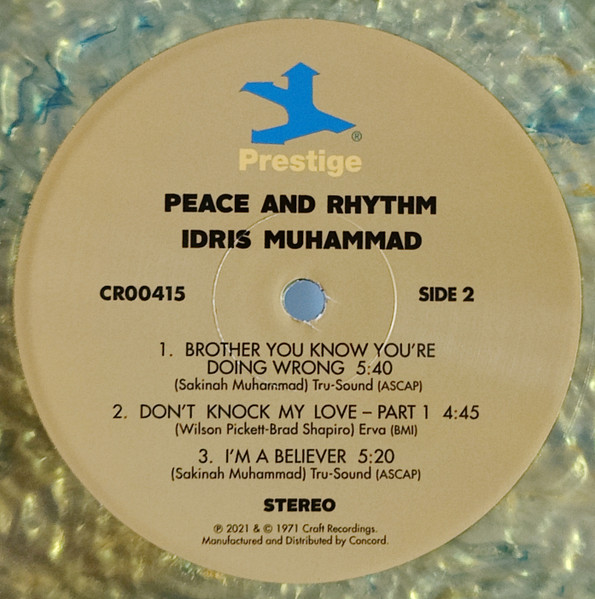 ®
Prestige
PEACE AND RHYTHM
IDRIS MUHAMMAD
CR00415
SIDE 2
1. BROTHER YOU KNOW YOU'RE
DOING WRONG 5:40
(Sakinah Muhammad) Tru-Sound (ASCAP)
2. DON'T KNOCK MY LOVE – PART 1 4:45
(Wilson Pickett-Brad Shapiro) Erva (BMI)
3. I'M A BELIEVER 5:20
(Sakinah Muhammad) Tru-Sound (ASCAP)
STEREO
℗ 2021 & © 1971 Craft Recordings.
Manufactured and Distributed by Concord.